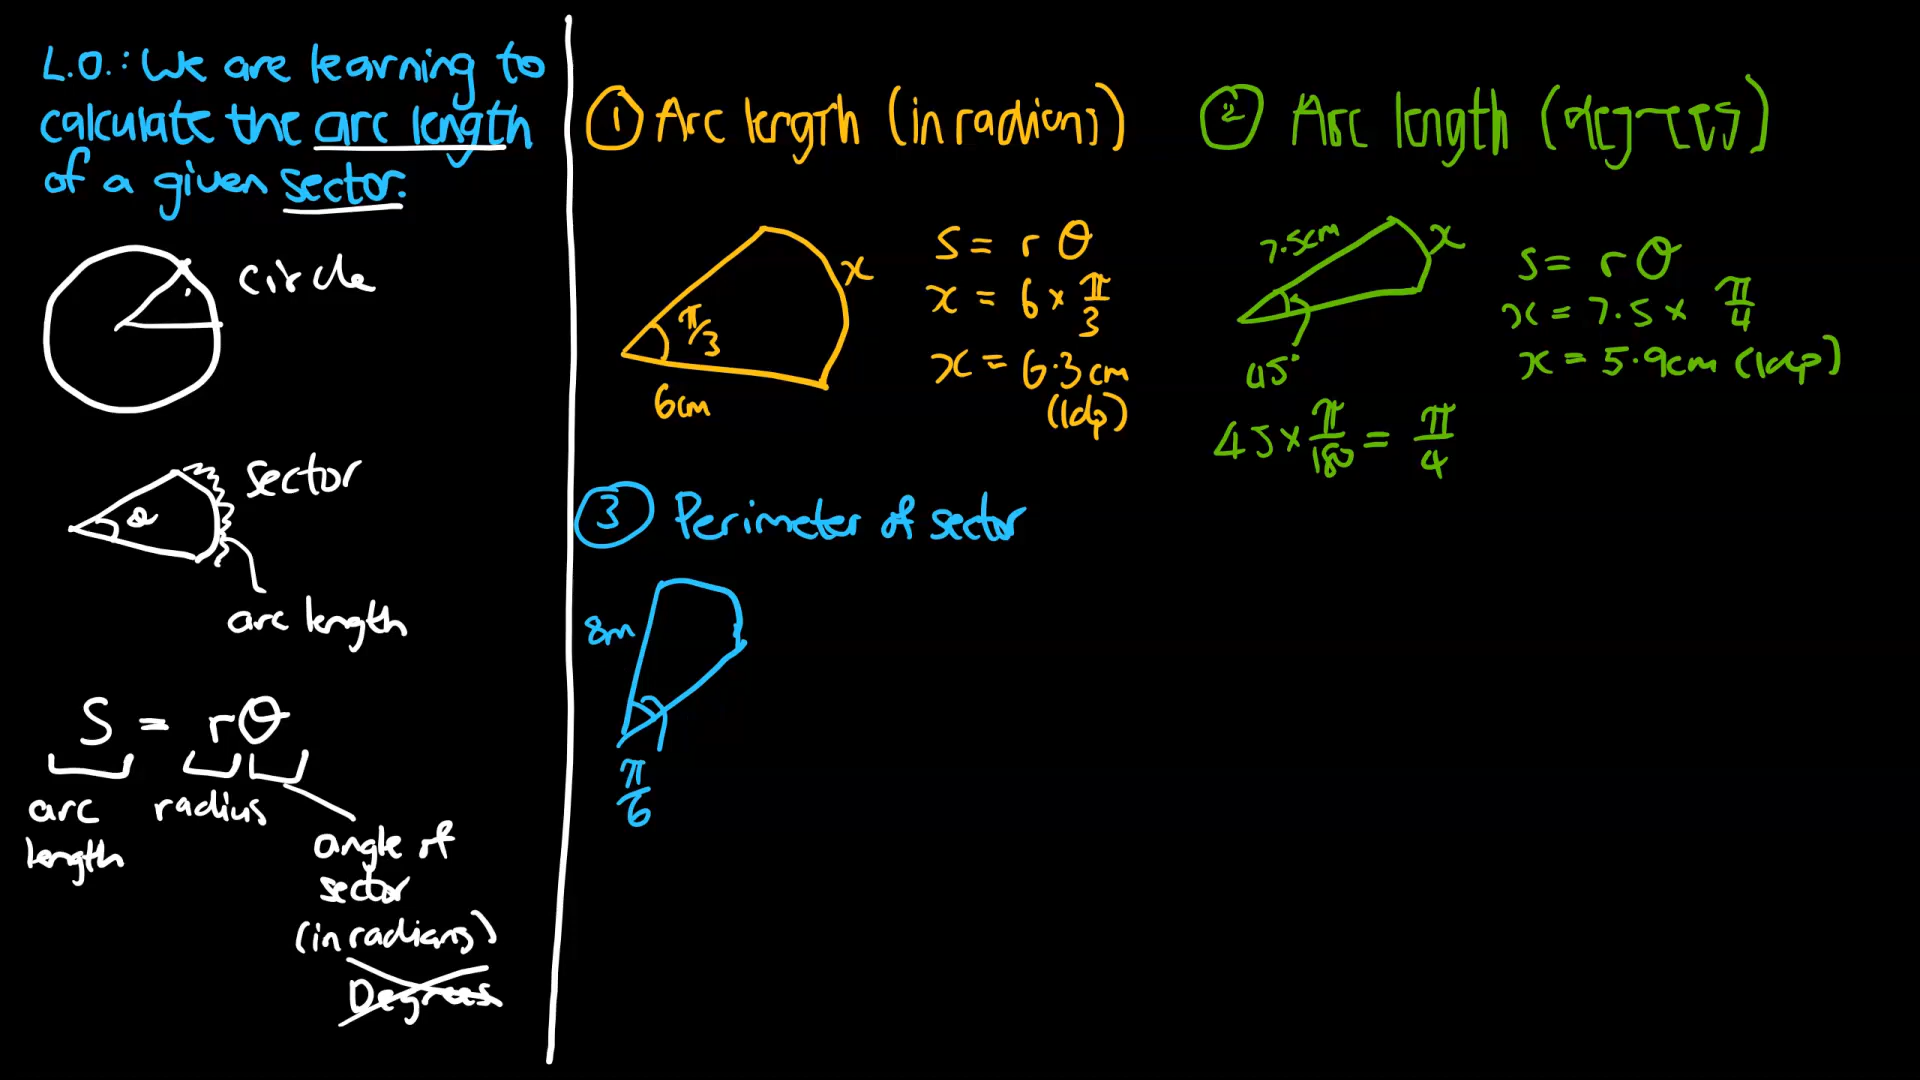 L.O.: We are learning to
calculate the arc length
of a given sector.
circle
sector
θ
arc length
S = rθ
arc length
radius
angle of
sector
(in radians)
Degrees
① Arc length (in radians)
x
π/3
6cm
s = r θ
x = 6 × π/3
x = 6.3cm
(1dp)
② Arc length (degrees)
7.5cm
x
45°
45 × π/180 = π/4
s = r θ
x = 7.5 × π/4
x = 5.9cm (1dp)
③ Perimeter of sector
8m
π/6